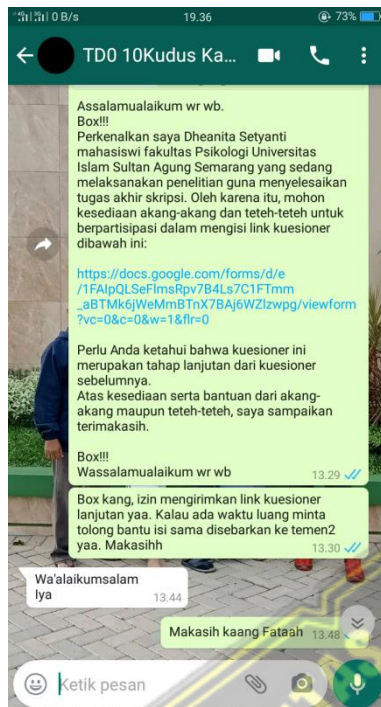 0 B/s 19.36 73%
TD0 10Kudus Ka...
Assalamualaikum wr wb.
Box!!!
Perkenalkan saya Dheanita
Setyanti
mahasiswi fakultas Psikologi Universitas
Islam Sultan Agung Semarang yang sedang
melaksanakan penelitian guna menyelesaikan
tugas akhir skripsi. Oleh karena itu, mohon
kesediaan akang-akang dan teteh-teteh untuk
berpartisipasi dalam mengisi link kuesioner
dibawah ini:
https://docs.google.com/forms/d/e
/1FAIpQLSeFlmsRpv7B4Ls7C1FTmm
_aBTMk6jWeMmBTnX7BAj6WZlzwpg/viewform
?vc=0&c=0&w=1&flr=0
Perlu Anda ketahui bahwa kuesioner ini
merupakan tahap lanjutan dari kuesioner
sebelumnya.
Atas kesediaan serta bantuan dari akang-
akang maupun teteh-teteh, saya sampaikan
terimakasih.
Box!!!
Wassalamualaikum wr wb
13.29
Box kang, izin mengirimkan link kuesioner
lanjutan yaa. Kalau ada waktu luang minta
tolong bantu isi sama disebarkan ke temen2
yaa. Makasihh
13.30
Wa'alaikumsalam
Iya
13.44
Makasih kaang Fataah 13.48
Ketik pesan